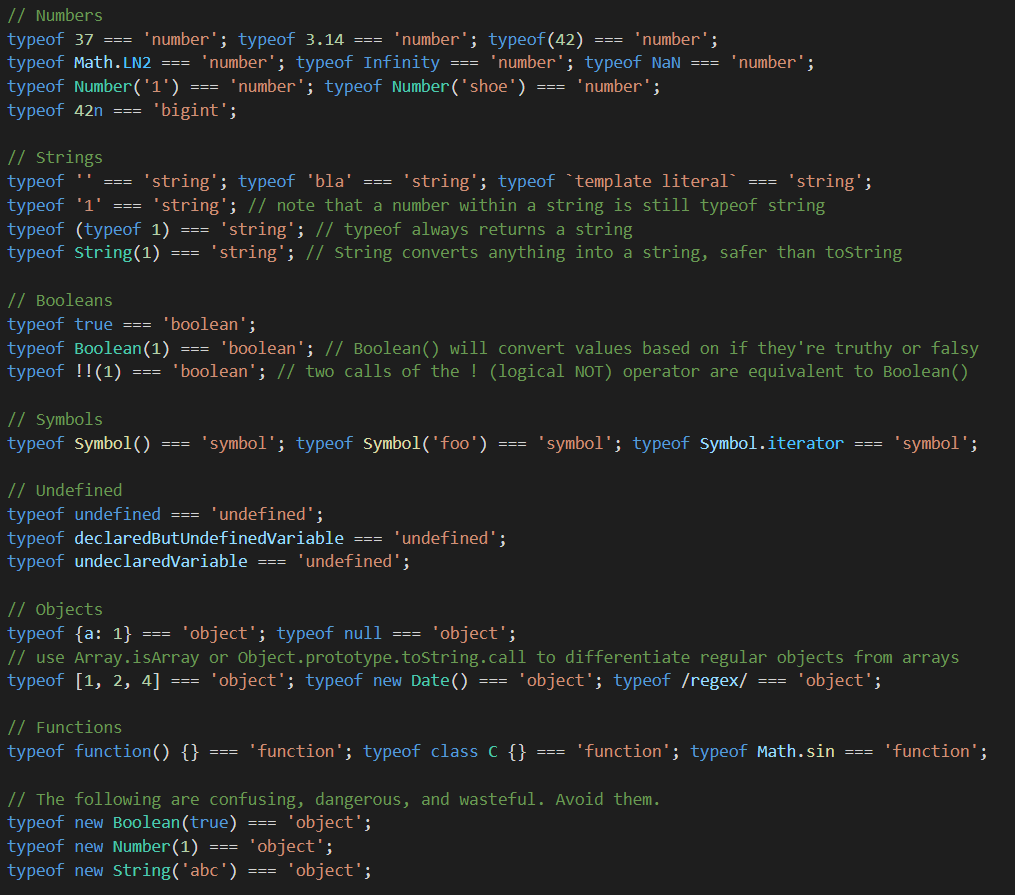 // Numbers
typeof 37 === 'number'; typeof 3.14 === 'number'; typeof(42) === 'number';
typeof Math.LN2 === 'number'; typeof Infinity === 'number'; typeof NaN === 'number';
typeof Number('1') === 'number'; typeof Number('shoe') === 'number';
typeof 42n === 'bigint';
// Strings
typeof '' === 'string'; typeof 'bla' === 'string'; typeof `template literal` === 'string';
typeof '1' === 'string'; // note that a number within a string is still typeof string
typeof (typeof 1) === 'string'; // typeof always returns a string
typeof String(1) === 'string'; // String converts anything into a string, safer than toString
// Booleans
typeof true === 'boolean';
typeof Boolean(1) === 'boolean'; // Boolean() will convert values based on if they're truthy or falsy
typeof !!(1) === 'boolean'; // two calls of the ! (logical NOT) operator are equivalent to Boolean()
// Symbols
typeof Symbol() === 'symbol'; typeof Symbol('foo') === 'symbol'; typeof Symbol.iterator === 'symbol';
// Undefined
typeof undefined === 'undefined';
typeof declaredButUndefinedVariable === 'undefined';
typeof undeclaredVariable === 'undefined';
// Objects
typeof {a: 1} === 'object'; typeof null === 'object';
// use Array.isArray or Object.prototype.toString.call to differentiate regular objects from arrays
typeof [1, 2, 4] === 'object'; typeof new Date() === 'object'; typeof /regex/ === 'object';
// Functions
typeof function() {} === 'function'; typeof class C {} === 'function'; typeof Math.sin === 'function';
// The following are confusing, dangerous, and wasteful. Avoid them.
typeof new Boolean(true) === 'object';
typeof new Number(1) === 'object';
typeof new String('abc') === 'object';